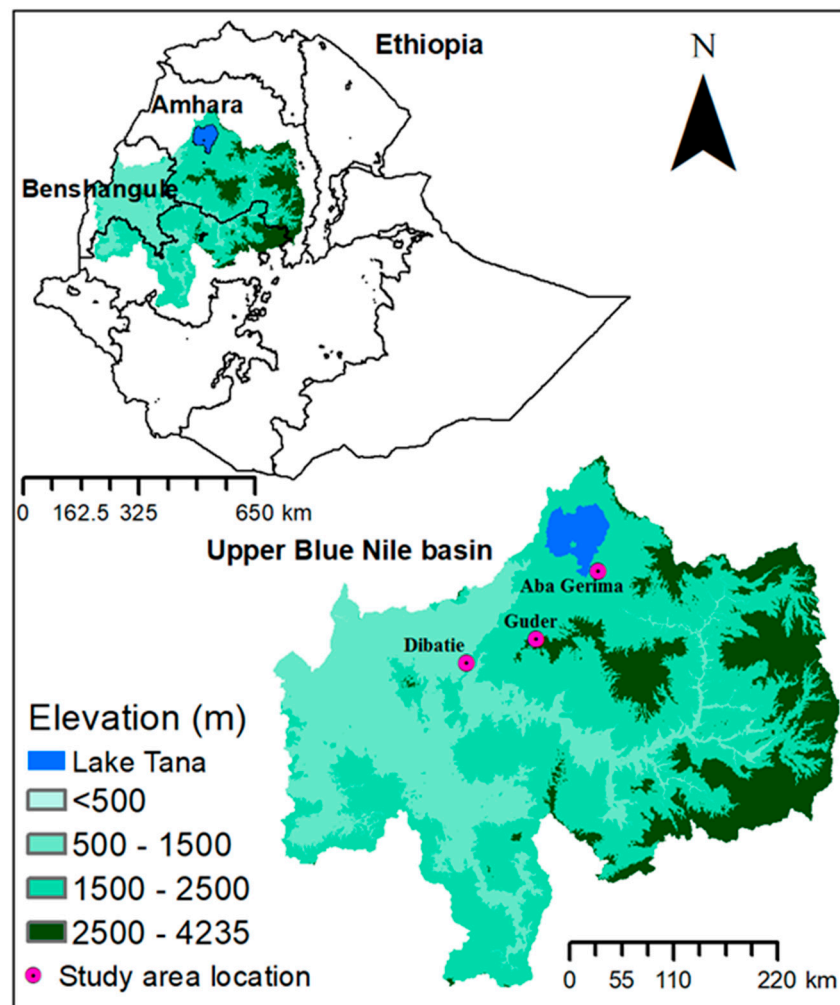 Ethiopia
N
Amhara
Benshangule
0 162.5 325 650 km
Upper Blue Nile basin
Aba Gerima
Guder
Dibatie
Elevation (m)
Lake Tana
<500
500 - 1500
1500 - 2500
2500 - 4235
Study area location
0 55 110 220 km